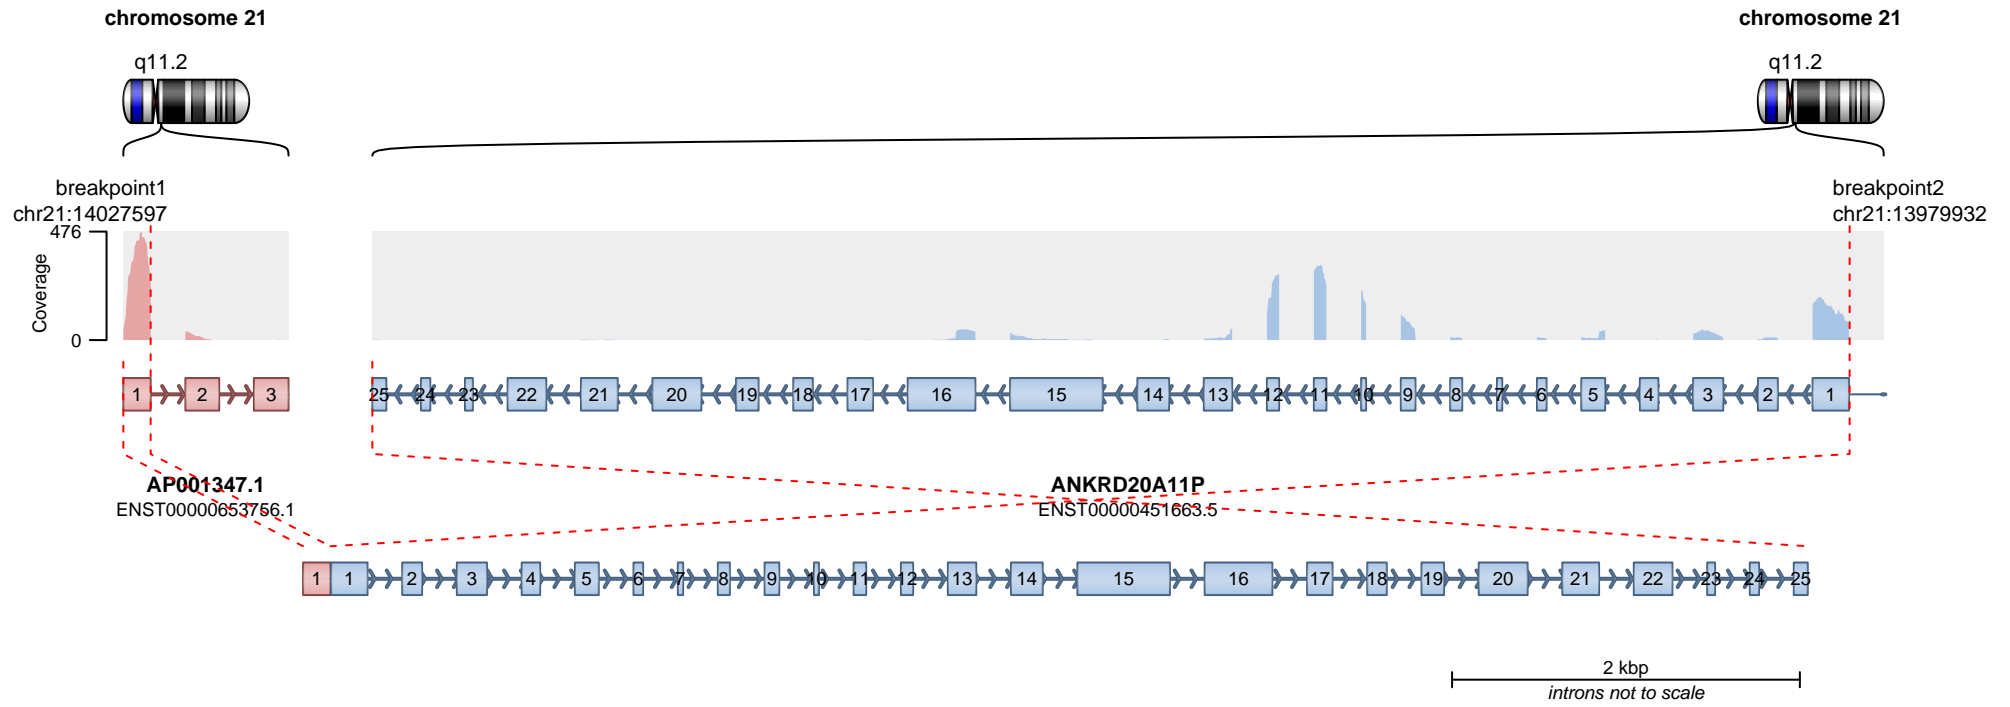 chromosome 21
chromosome 21
q11.2
q11.2
breakpoint1
chr21:14027597
breakpoint2
chr21:13979932
476
Coverage
0
1 2 3
25 24 23 22 21 20 19 18 17 16 15 14 13 12 11 10 9 8 7 6 5 4 3 2 1
AP001347.1
ENST00000653756.1
ANKRD20A11P
ENST00000451663.5
1 1 2 3 4 5 6 7 8 9 10 11 12 13 14 15 16 17 18 19 20 21 22 23 24 25
2 kbp
introns not to scale